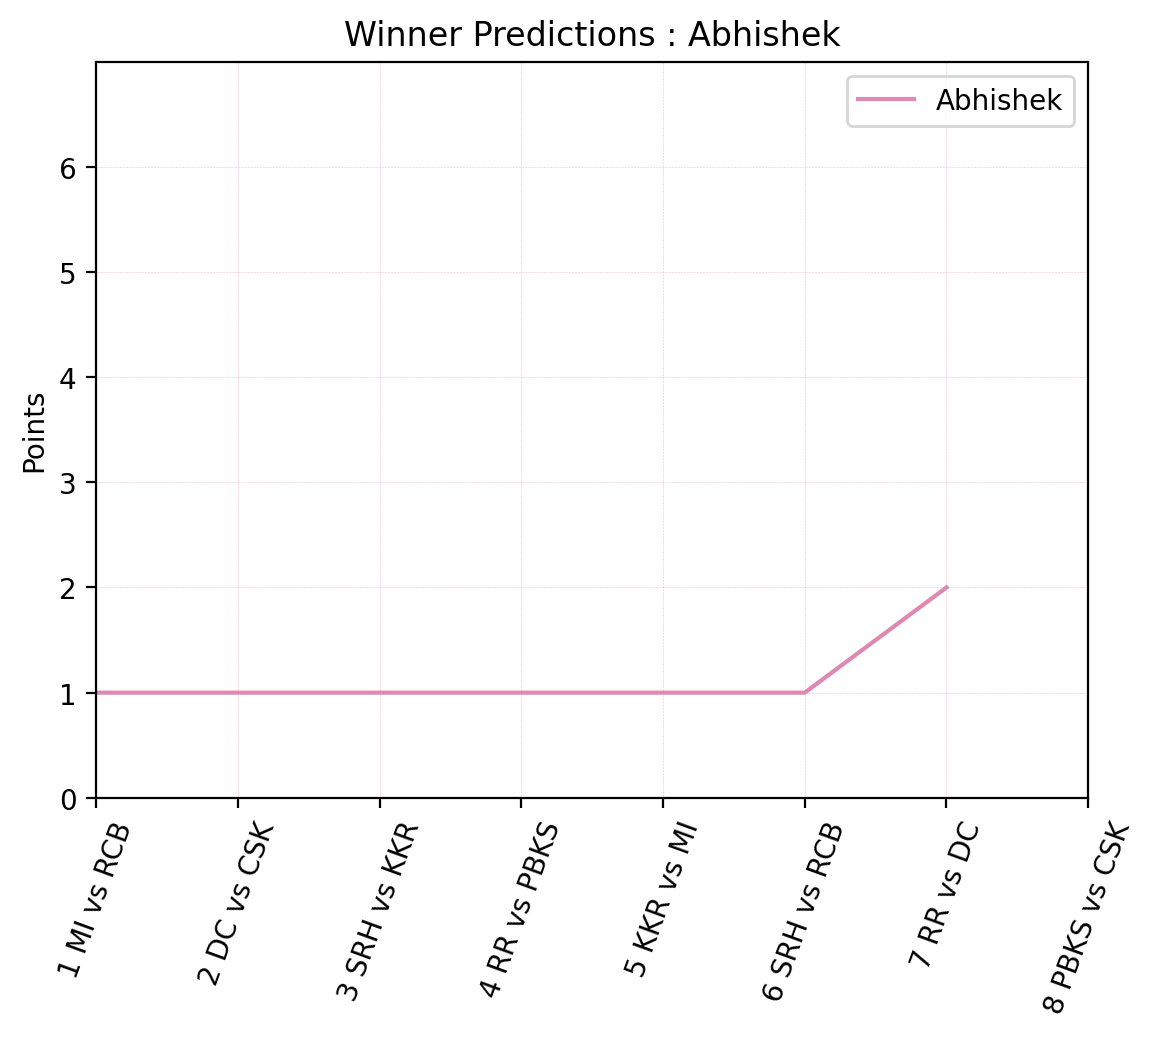 Winner Predictions : Abhishek
Abhishek
6
5
4
3
2
1
0
Points
1 MI vs RCB
2 DC vs CSK
3 SRH vs KKR
4 RR vs PBKS
5 KKR vs MI
6 SRH vs RCB
7 RR vs DC
8 PBKS vs CSK